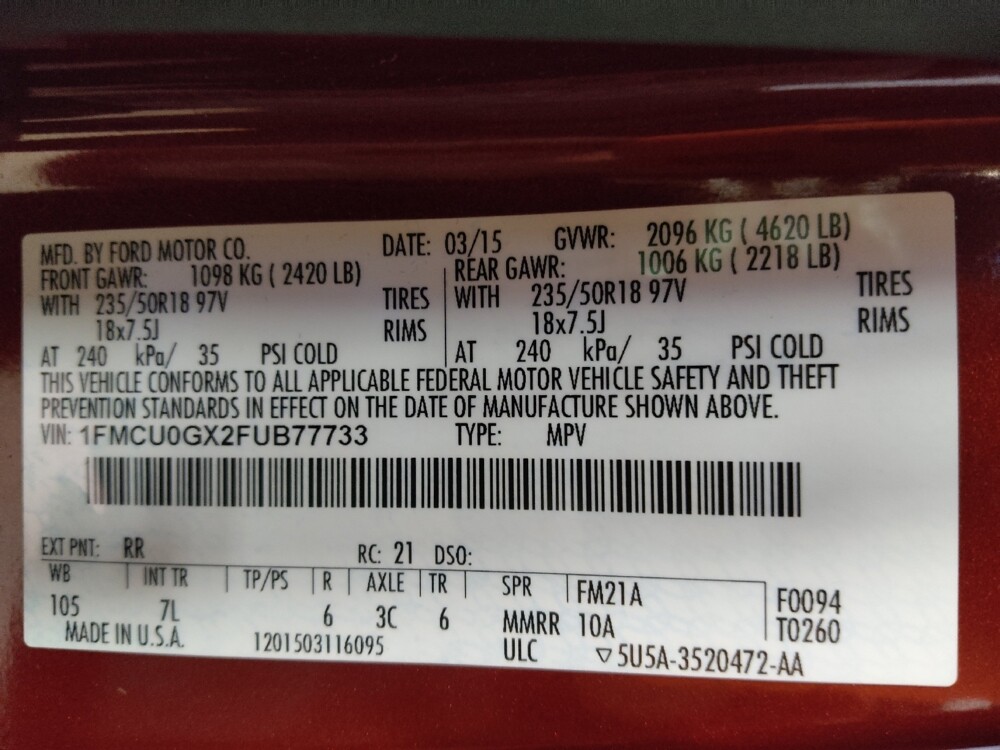 MFD. BY FORD MOTOR CO. DATE: 03/15 GVWR: 2096 KG ( 4620 LB)
FRONT GAWR: 1098 KG ( 2420 LB) REAR GAWR: 1006 KG ( 2218 LB)
WITH 235/50R18 97V TIRES WITH 235/50R18 97V TIRES
18x7.5J RIMS 18x7.5J RIMS
AT 240 kPa/ 35 PSI COLD AT 240 kPa/ 35 PSI COLD
THIS VEHICLE CONFORMS TO ALL APPLICABLE FEDERAL MOTOR VEHICLE SAFETY AND THEFT
PREVENTION STANDARDS IN EFFECT ON THE DATE OF MANUFACTURE SHOWN ABOVE.
VIN: 1FMCU0GX2FUB77733 TYPE: MPV
EXT PNT: RR RC: 21 DSO:
WB INT TR TP/PS R AXLE TR SPR FM21A F0094
105 7L 6 3C 6 MMRR 10A T0260
MADE IN U.S.A. 1201503116095 ULC ▽5U5A-3520472-AA